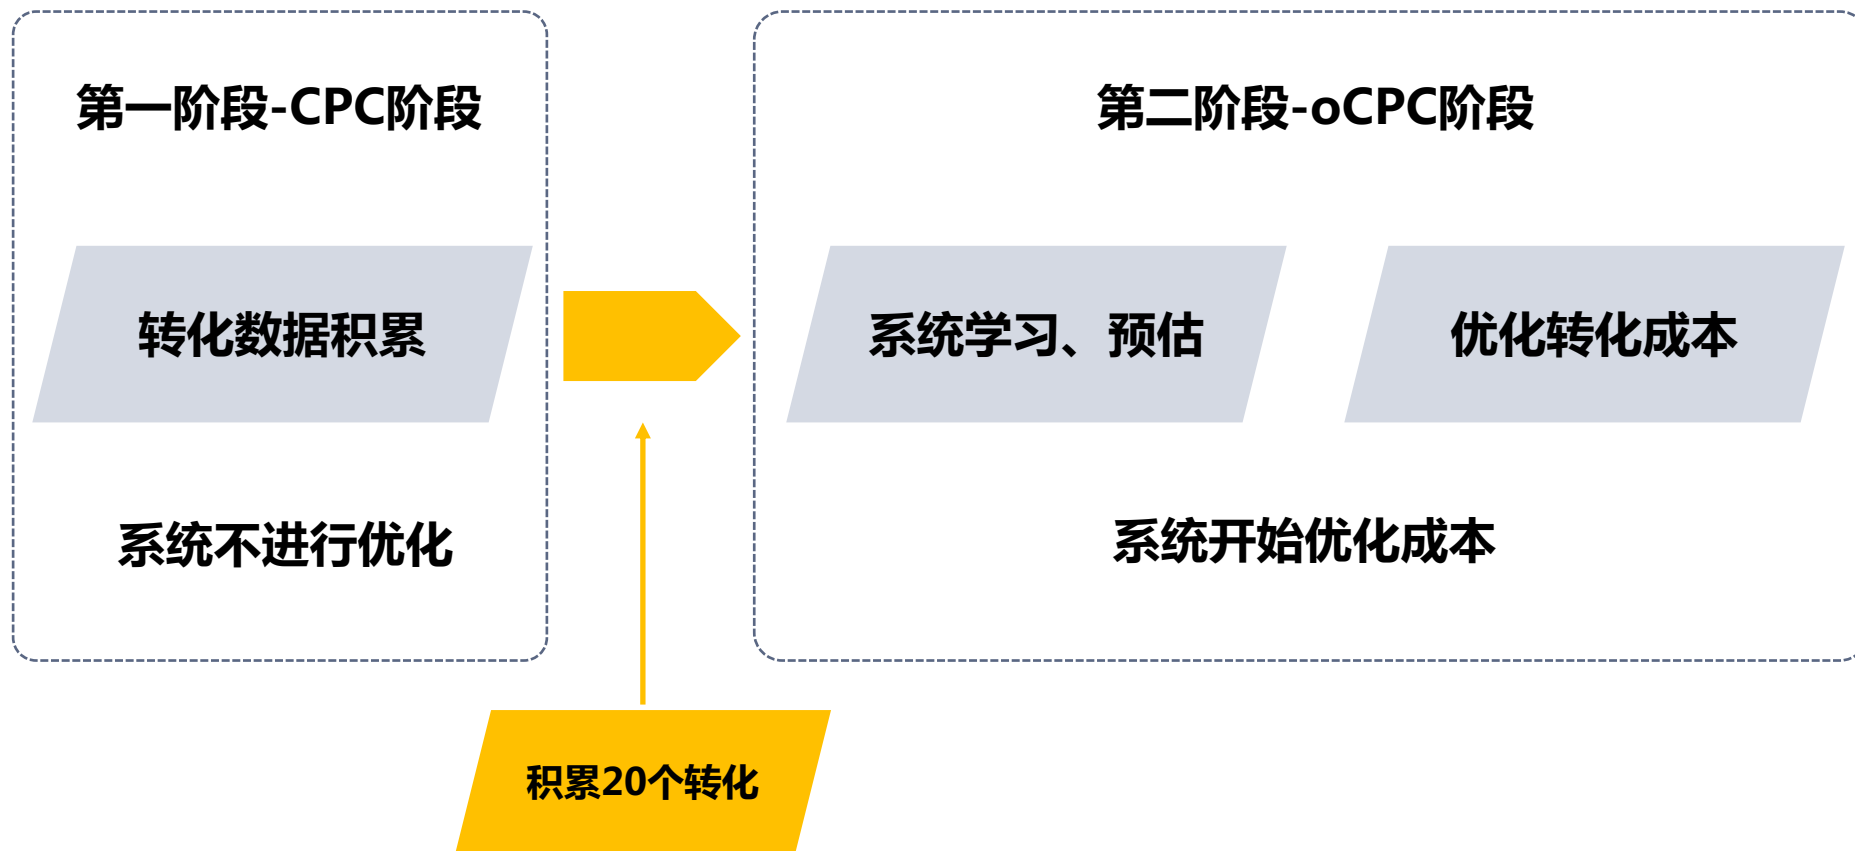 第一阶段-CPC阶段
转化数据积累
系统不进行优化
第二阶段-oCPC阶段
系统学习、预估
优化转化成本
系统开始优化成本
积累20个转化